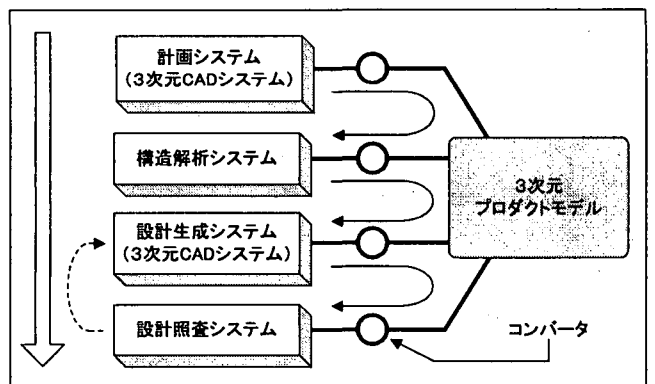 計画システム
(3次元CADシステム)
構造解析システム
3次元
プロダクトモデル
設計生成システム
(3次元CADシステム)
設計照査システム
コンバータ